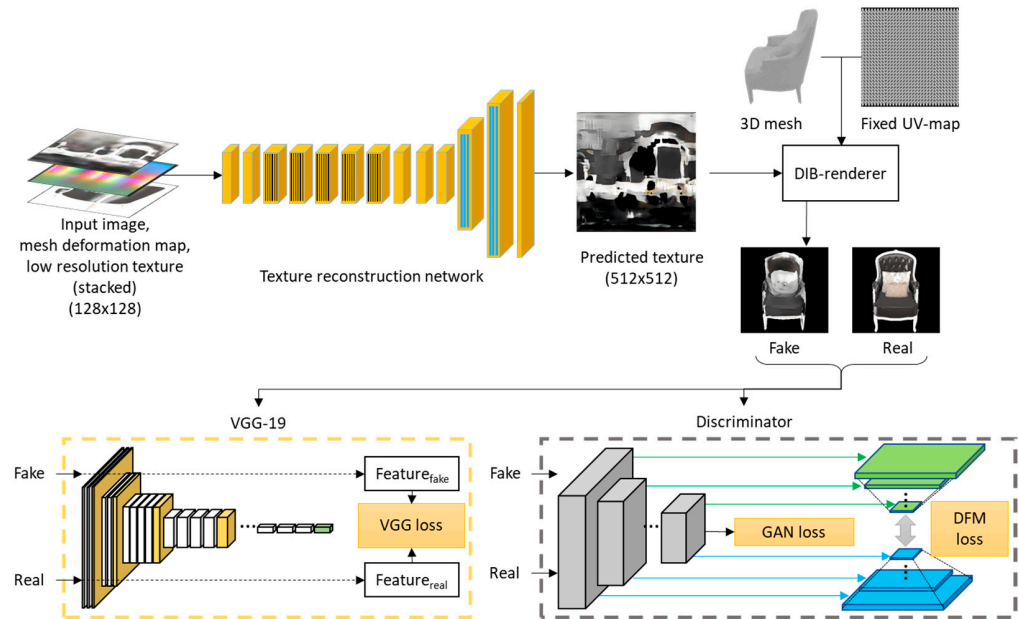 3D mesh
Fixed UV-map
DIB-renderer
Input image,
mesh deformation map,
low resolution texture
(stacked)
(128x128)
Texture reconstruction network
Predicted texture
(512x512)
Fake
Real
VGG-19
Discriminator
Fake
Feature_fake
VGG loss
Real
Feature_real
Fake
Real
GAN loss
DFM
loss